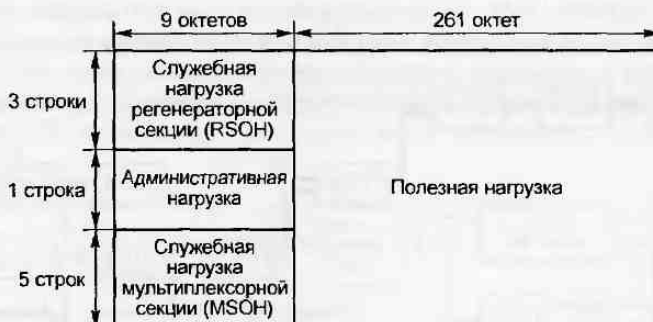 9 октетов
261 октет
3 строки
Служебная
нагрузка
регенераторной
секции (RSOH)
1 строка
Административная
нагрузка
Полезная нагрузка
5 строк
Служебная
нагрузка
мультиплексорной
секции (MSOH)